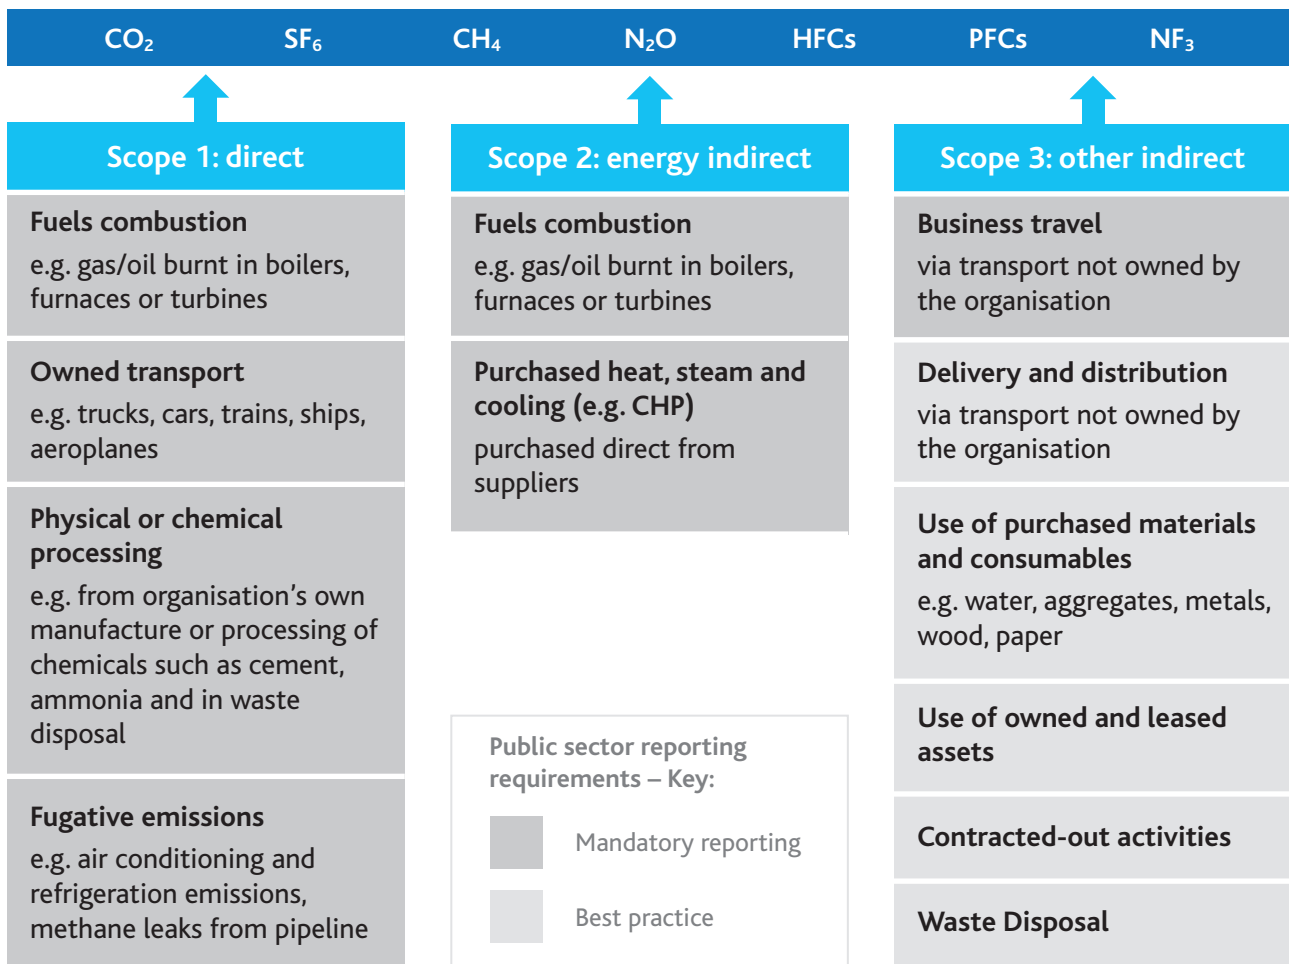 CO₂ SF₆ CH₄ N₂O HFCs PFCs NF₃
Scope 1: direct
Fuels combustion
e.g. gas/oil burnt in boilers,
furnaces or turbines
Owned transport
e.g. trucks, cars, trains, ships,
aeroplanes
Physical or chemical
processing
e.g. from organisation’s own
manufacture or processing of
chemicals such as cement,
ammonia and in waste
disposal
Fugative emissions
e.g. air conditioning and
refrigeration emissions,
methane leaks from pipeline
Scope 2: energy indirect
Fuels combustion
e.g. gas/oil burnt in boilers,
furnaces or turbines
Purchased heat, steam and
cooling (e.g. CHP)
purchased direct from
suppliers
Public sector reporting
requirements – Key:
Mandatory reporting
Best practice
Scope 3: other indirect
Business travel
via transport not owned by
the organisation
Delivery and distribution
via transport not owned by
the organisation
Use of purchased materials
and consumables
e.g. water, aggregates, metals,
wood, paper
Use of owned and leased
assets
Contracted-out activities
Waste Disposal